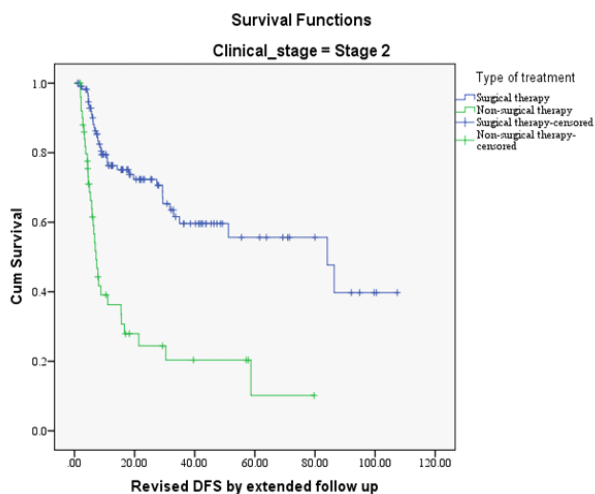 Survival Functions
Clinical_stage = Stage 2
Type of treatment
Surgical therapy
Non-surgical therapy
Surgical therapy-censored
Non-surgical therapy-
censored
Cum Survival
1.0
0.8
0.6
0.4
0.2
0.0
.00 20.00 40.00 60.00 80.00 100.00 120.00
Revised DFS by extended follow up